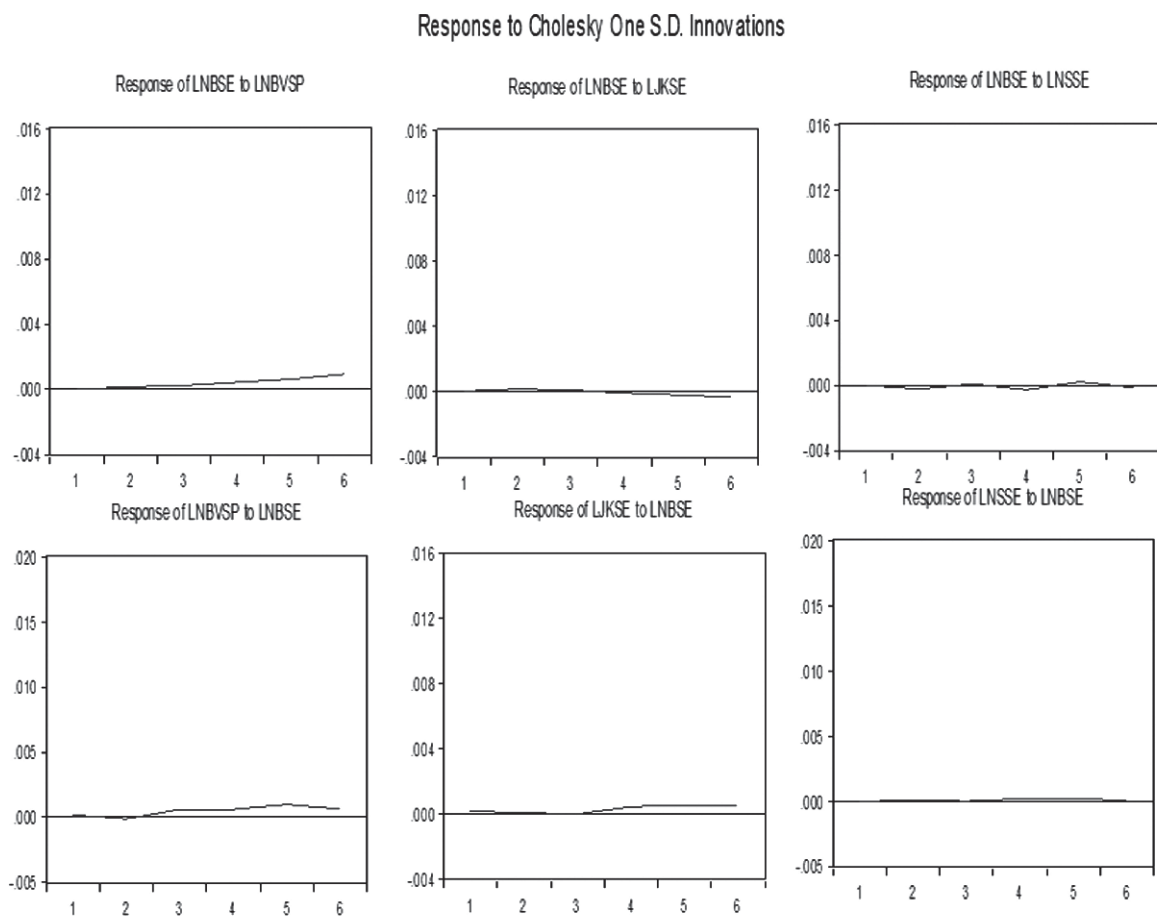 Response to Cholesky One S.D. Innovations
Response of LNBSE to LNBVSP
.016
.012
.008
.004
.000
-.004
1 2 3 4 5 6
Response of LNBSE to LJKSE
.016
.012
.008
.004
.000
-.004
1 2 3 4 5 6
Response of LNBSE to LNSSE
.016
.012
.008
.004
.000
-.004
1 2 3 4 5 6
Response of LNBVSP to LNBSE
.020
.015
.010
.005
.000
-.005
1 2 3 4 5 6
Response of LJKSE to LNBSE
.016
.012
.008
.004
.000
-.004
1 2 3 4 5 6
Response of LNSSE to LNBSE
.020
.015
.010
.005
.000
-.005
1 2 3 4 5 6